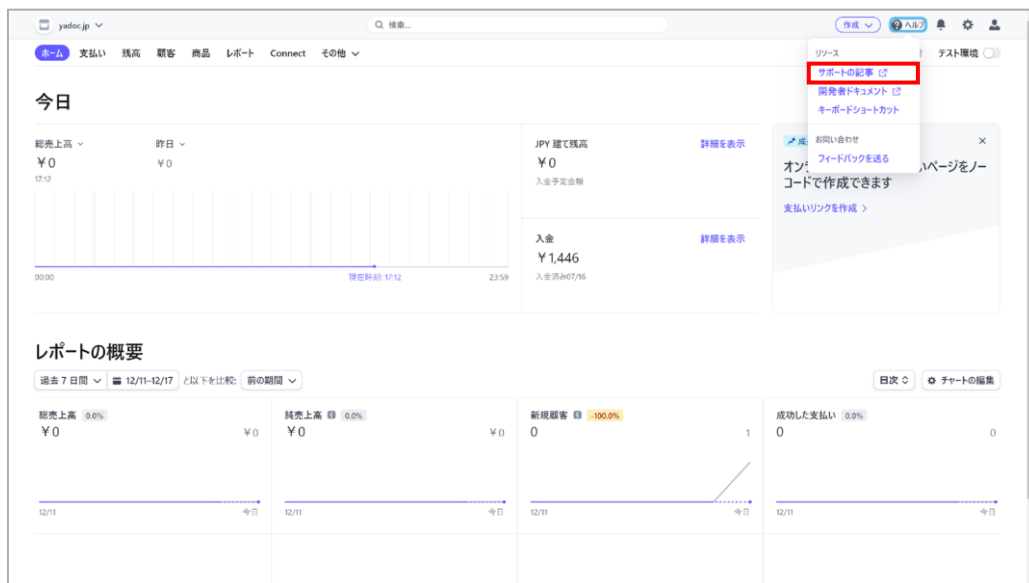 yadoc.jp
検索...
作成
ヘルプ
ホーム 支払い 残高 顧客 商品 レポート Connect その他
テスト環境
リソース
サポートの記事
開発者ドキュメント
キーボードショートカット
お問い合わせ
フィードバックを送る
今日
総売上高 昨日
¥0 ¥0
17:12
00:00 現在時刻: 17:12 23:59
JPY 建て残高 詳細を表示
¥0
入金予定金額
入金 詳細を表示
¥1,446
入金済み07/16
オン いページをノー
コードで作成できます
支払いリンクを作成
レポートの概要
過去 7 日間 12/11–12/17 と以下を比較: 前の期間 日次 チャートの編集
総売上高 0.0%
¥0 ¥0
12/11 今日
純売上高 0.0%
¥0 ¥0
12/11 今日
新規顧客 -100.0%
0 1
12/11 今日
成功した支払い 0.0%
0 0
12/11 今日